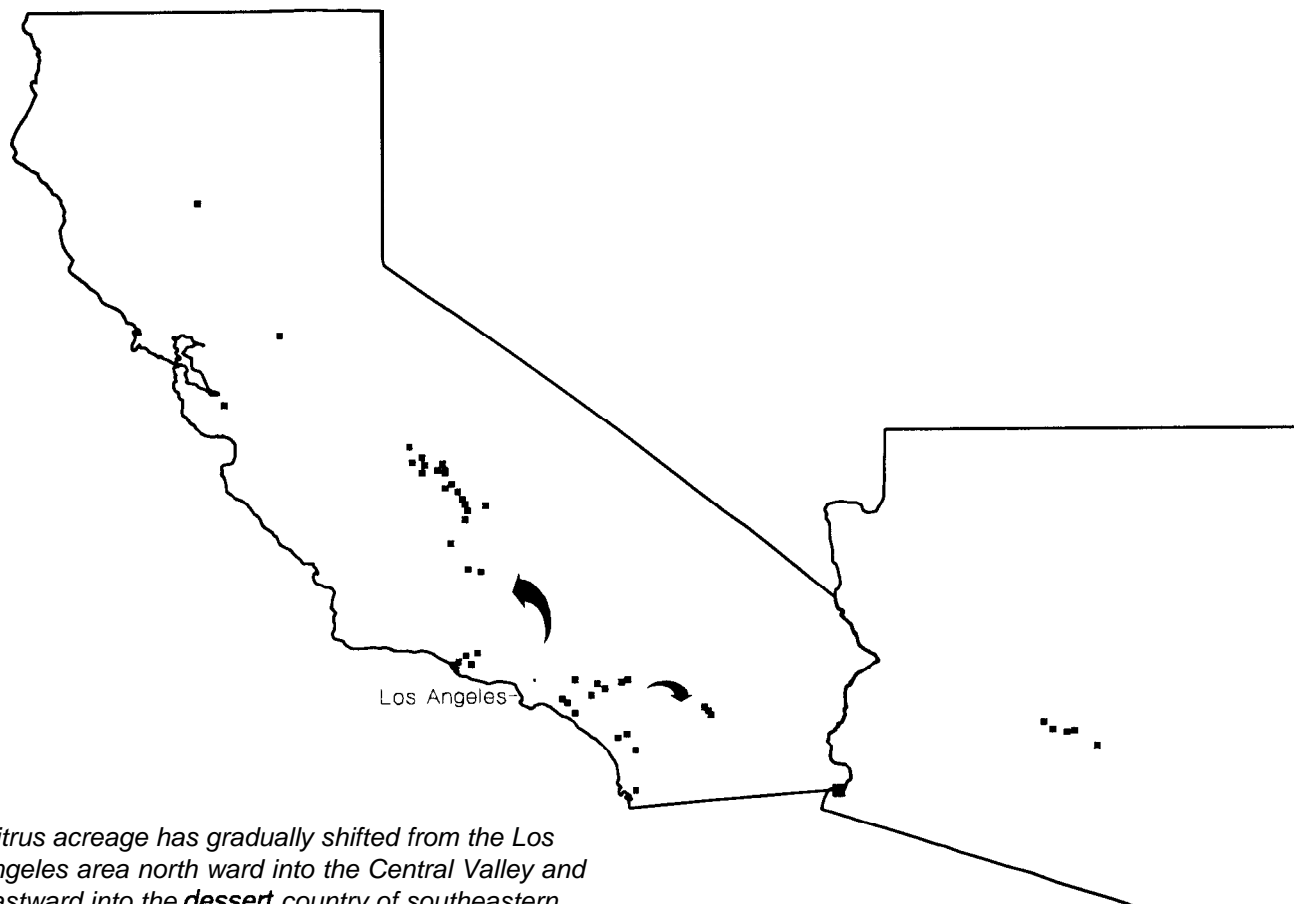 Los Angeles
itrus acreage has gradually shifted from the Los
ngeles area north ward into the Central Valley and
astward into the dessert country of southeastern